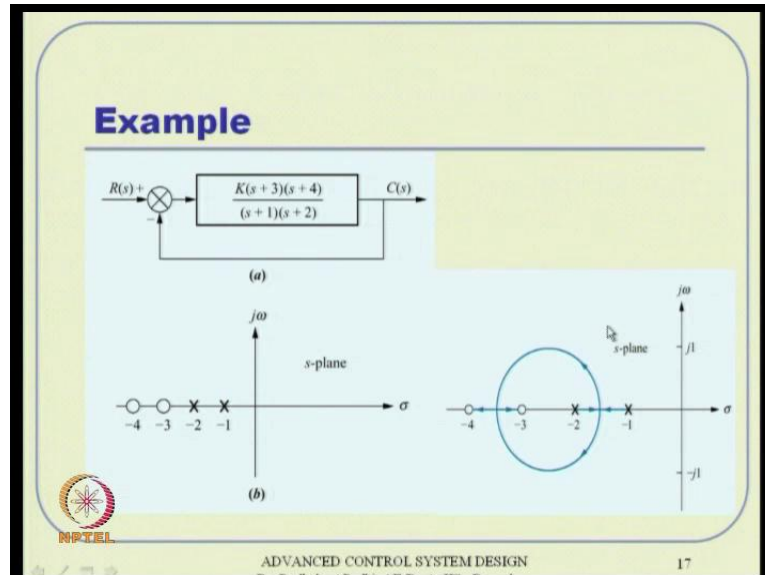 Example
R(s) +
−
K(s + 3)(s + 4)
(s + 1)(s + 2)
C(s)
(a)
jω
s-plane
σ
-4 -3 -2 -1
(b)
jω
s-plane
j1
σ
-4 -3 -2 -1
-j1
NPTEL
ADVANCED CONTROL SYSTEM DESIGN
17